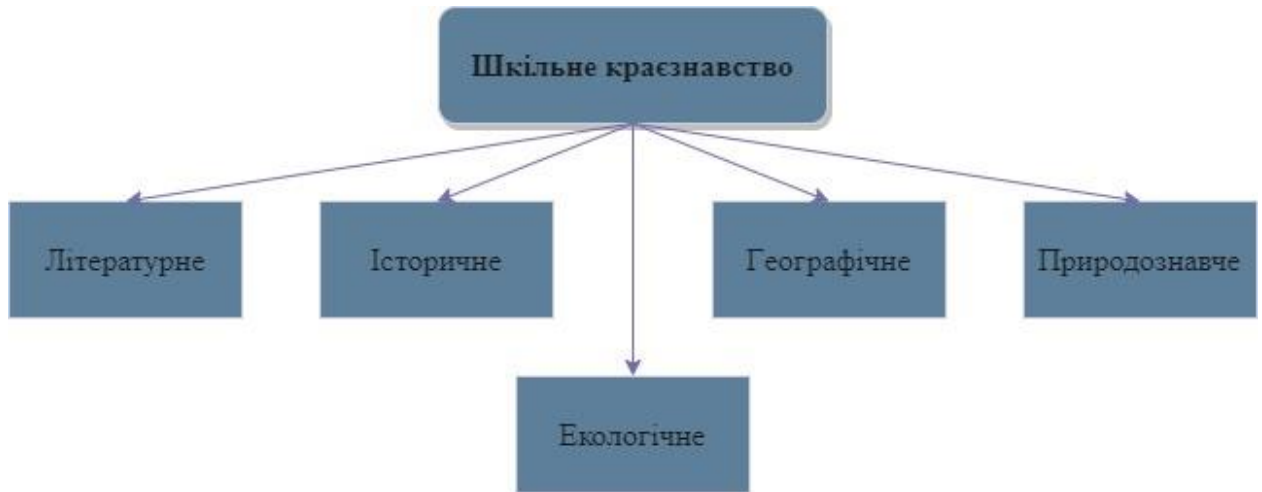 Шкільне краєзнавство
Літературне
Історичне
Географічне
Природознавче
Екологічне